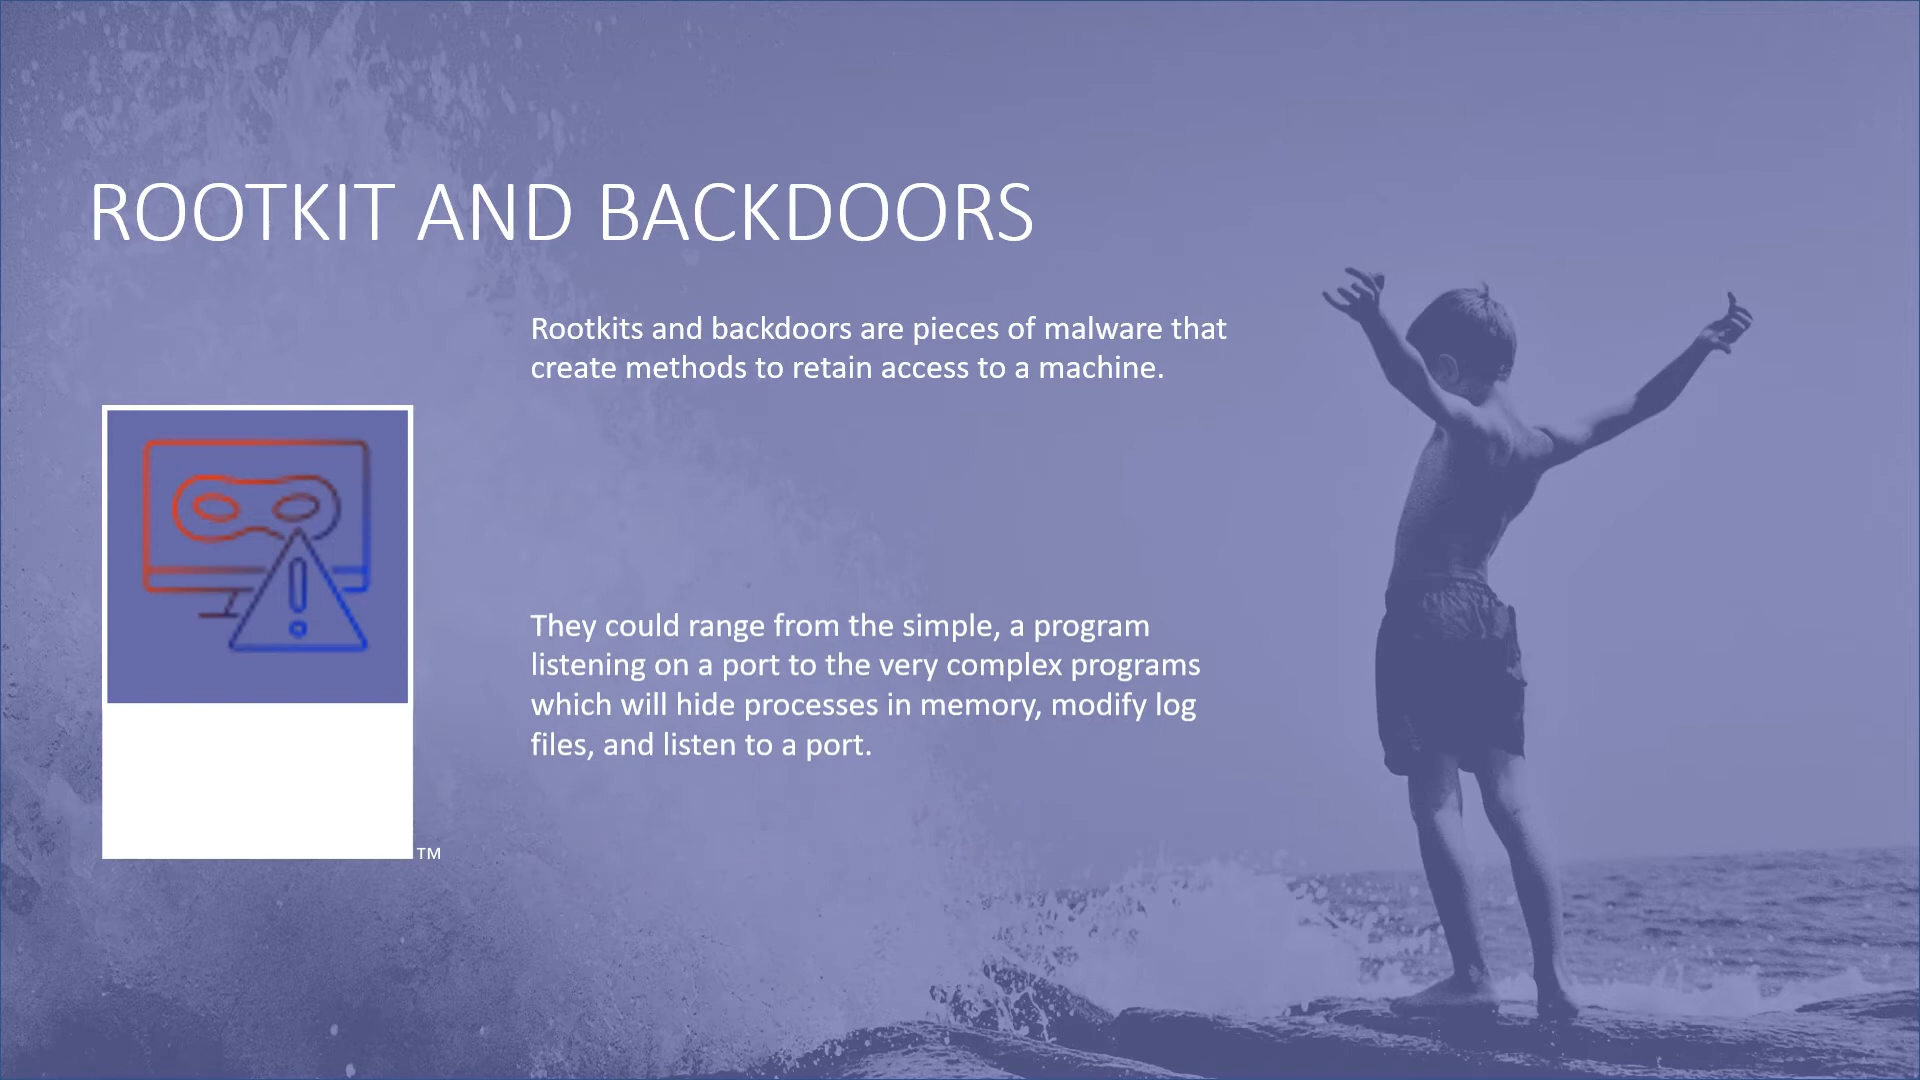 ROOTKIT AND BACKDOORS
Rootkits and backdoors are pieces of malware that
create methods to retain access to a machine.
They could range from the simple, a program
listening on a port to the very complex programs
which will hide processes in memory, modify log
files, and listen to a port.
TM